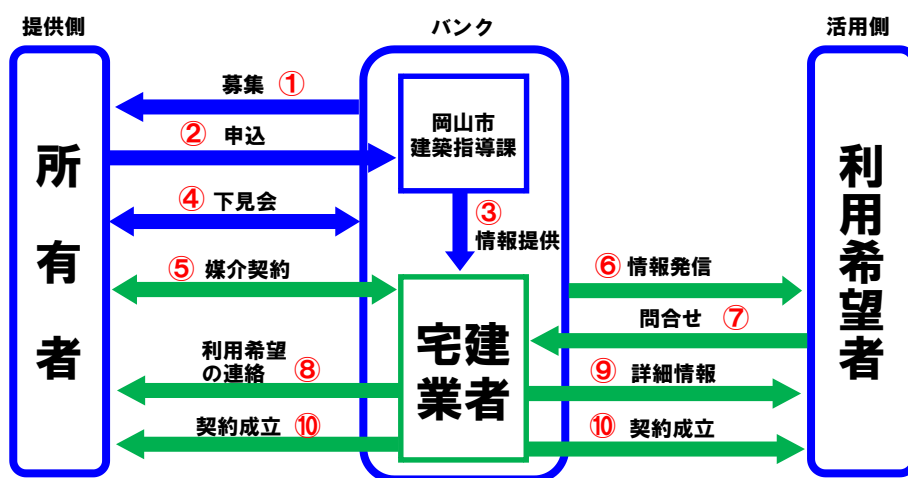 提供側
バンク
活用側
所有者
募集 ①
② 申込
④ 下見会
⑤ 媒介契約
利用希望
の連絡 ⑧
契約成立 ⑩
岡山市
建築指導課
③
情報提供
宅建
業者
⑥ 情報発信
問合せ ⑦
⑨ 詳細情報
⑩ 契約成立
利用希望者